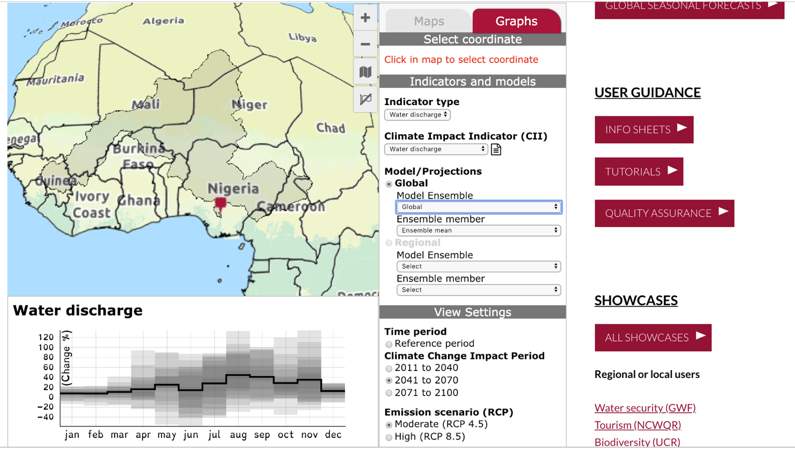 Morocco
Algeria
Libya
Mauritania
Mali
Niger
Chad
enegal
Burkina
Faso
Guinea
Nigeria
Ivory
Coast
Ghana
Cameroon
Democ
+
−
Maps
Graphs
Select coordinate
Click in map to select coordinate
Indicators and models
Indicator type
Water discharge
Climate Impact Indicator (CII)
Water discharge
Model/Projections
Global
Model Ensemble
Global
Ensemble member
Ensemble mean
Regional
Model Ensemble
Select
Ensemble member
Select
View Settings
Time period
Reference period
Climate Change Impact Period
2011 to 2040
2041 to 2070
2071 to 2100
Emission scenario (RCP)
Moderate (RCP 4.5)
High (RCP 8.5)
Water discharge
(Change %)
120
100
80
60
40
20
0
−20
−40
jan feb mar apr may jun jul aug sep oct nov dec
GLOBAL SEASONAL FORECASTS
USER GUIDANCE
INFO SHEETS
TUTORIALS
QUALITY ASSURANCE
SHOWCASES
ALL SHOWCASES
Regional or local users
Water security (GWF)
Tourism (NCWQR)
Biodiversity (UCR)